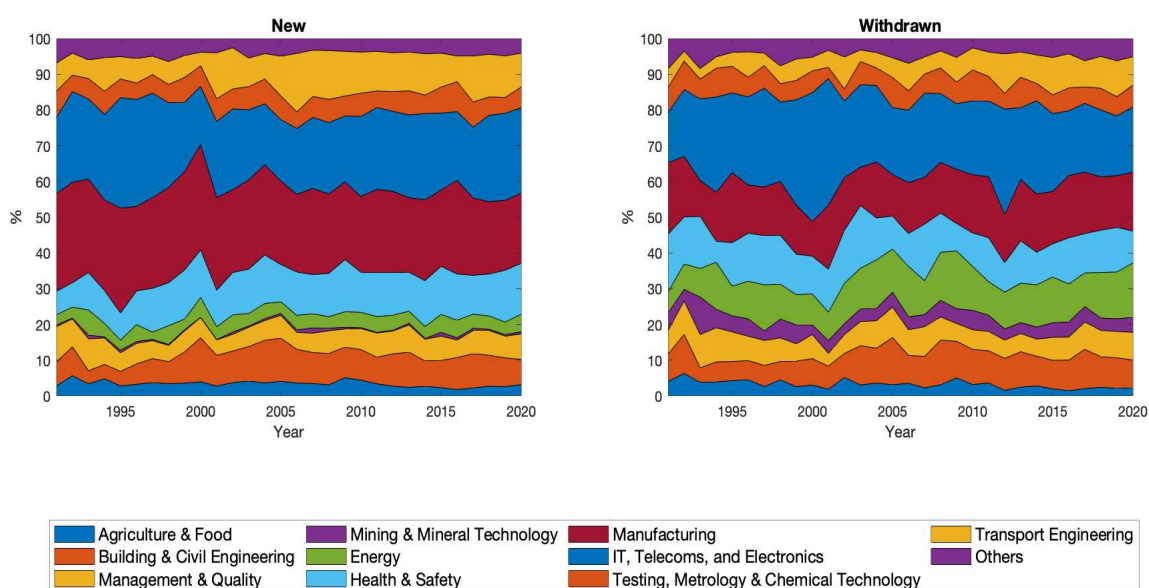 New
Withdrawn
100
90
80
70
60
50
40
30
20
10
0
%
1995
2000
2005
2010
2015
2020
Year
100
90
80
70
60
50
40
30
20
10
0
%
1995
2000
2005
2010
2015
2020
Year
Agriculture & Food
Building & Civil Engineering
Management & Quality
Mining & Mineral Technology
Energy
Health & Safety
Manufacturing
IT, Telecoms, and Electronics
Testing, Metrology & Chemical Technology
Transport Engineering
Others